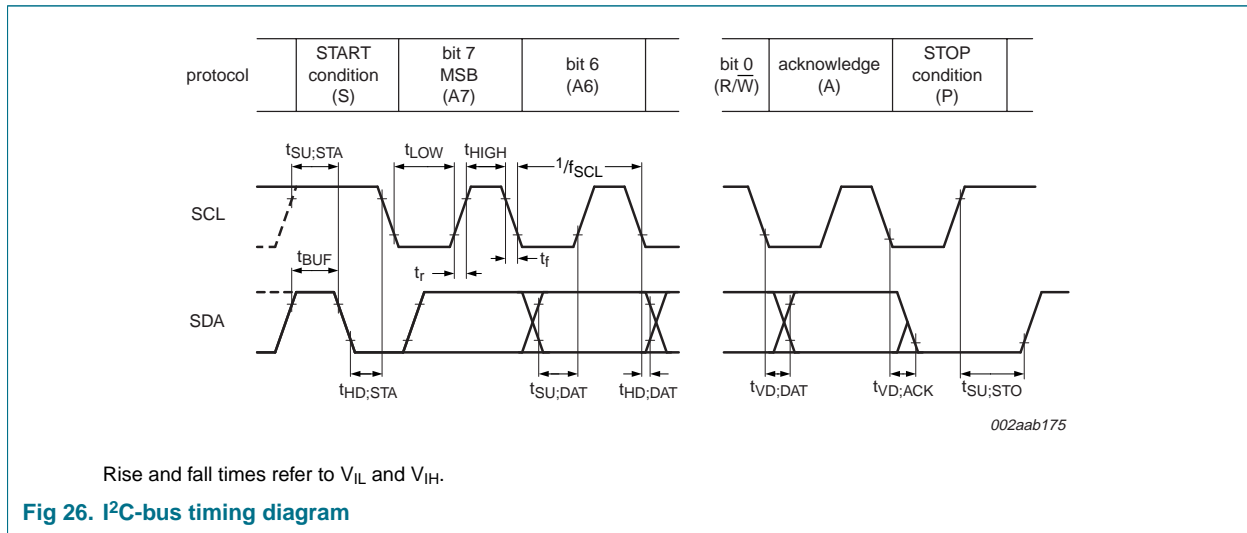 protocol
START condition (S)
bit 7 MSB (A7)
bit 6 (A6)
bit 0 (R/W̅)
acknowledge (A)
STOP condition (P)
tSU;STA
tLOW
tHIGH
1/fSCL
SCL
tBUF
tr
tf
SDA
tHD;STA
tSU;DAT
tHD;DAT
tVD;DAT
tVD;ACK
tSU;STO
002aab175
Rise and fall times refer to VIL and VIH.
Fig 26. I²C-bus timing diagram